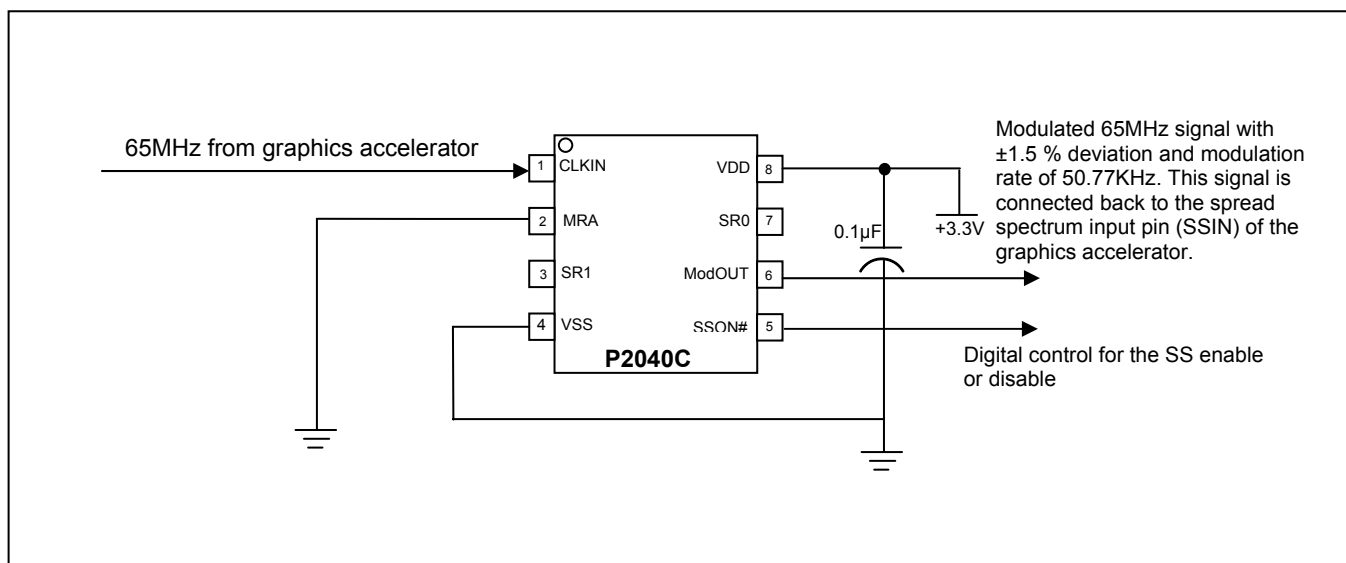 65MHz from graphics accelerator
1 CLKIN
2 MRA
3 SR1
4 VSS
VDD 8
SR0 7
ModOUT 6
SSON# 5
P2040C
0.1µF
+3.3V
Modulated 65MHz signal with
±1.5 % deviation and modulation
rate of 50.77KHz. This signal is
connected back to the spread
spectrum input pin (SSIN) of the
graphics accelerator.
Digital control for the SS enable
or disable